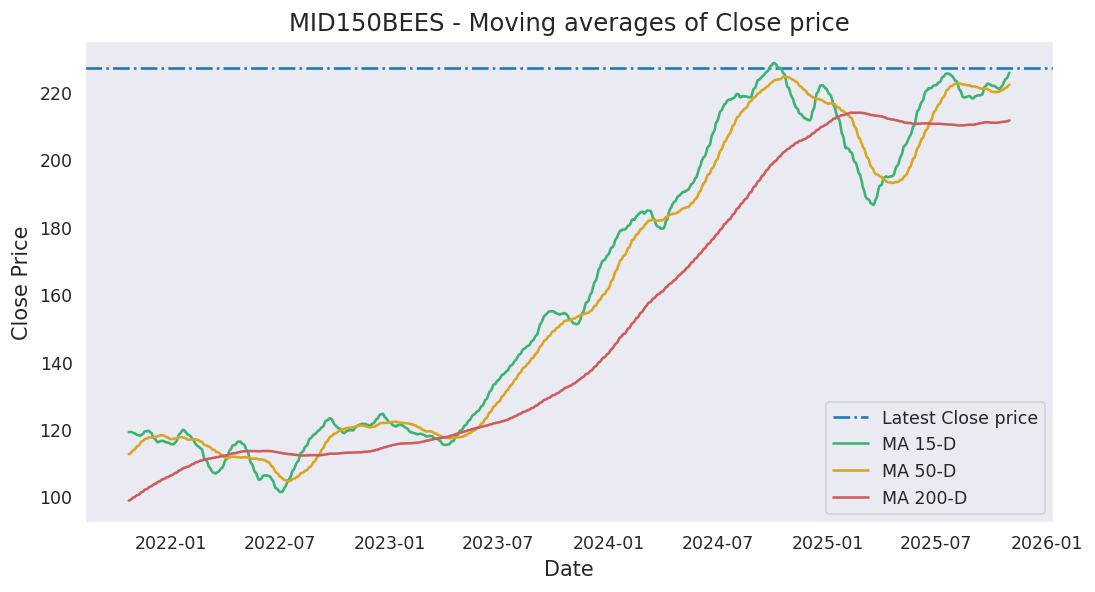 MID150BEES - Moving averages of Close price
Close Price
220
200
180
160
140
120
100
Latest Close price
MA 15-D
MA 50-D
MA 200-D
2022-01 2022-07 2023-01 2023-07 2024-01 2024-07 2025-01 2025-07 2026-01
Date